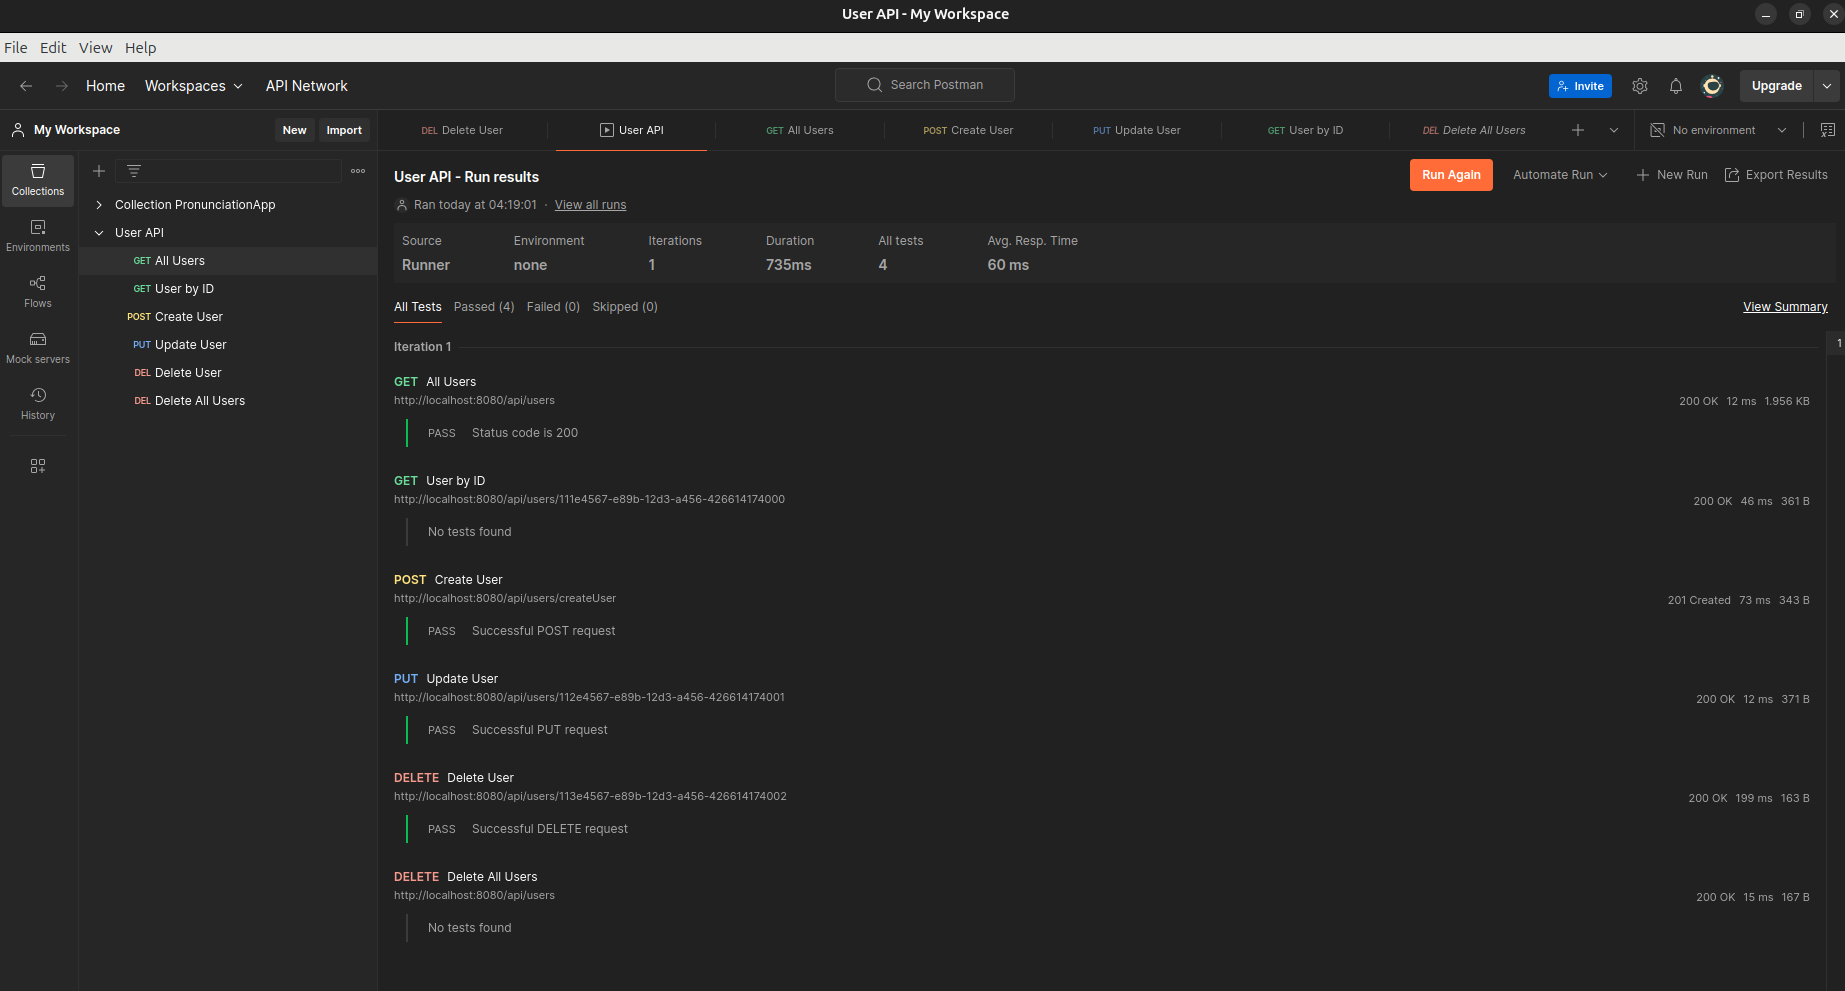 User API - My Workspace
File Edit View Help
Home Workspaces API Network Search Postman Invite Upgrade
My Workspace New Import DEL Delete User User API GET All Users POST Create User PUT Update User GET User by ID DEL Delete All Users No environment
Collections
Environments
Flows
Mock servers
History
Collection PronunciationApp
User API
GET All Users
GET User by ID
POST Create User
PUT Update User
DEL Delete User
DEL Delete All Users
User API - Run results Run Again Automate Run New Run Export Results
Ran today at 04:19:01 · View all runs
Source Environment Iterations Duration All tests Avg. Resp. Time
Runner none 1 735ms 4 60 ms
All Tests Passed (4) Failed (0) Skipped (0) View Summary
Iteration 1 1
GET All Users
http://localhost:8080/api/users 200 OK 12 ms 1.956 KB
PASS Status code is 200
GET User by ID
http://localhost:8080/api/users/111e4567-e89b-12d3-a456-426614174000 200 OK 46 ms 361 B
No tests found
POST Create User
http://localhost:8080/api/users/createUser 201 Created 73 ms 343 B
PASS Successful POST request
PUT Update User
http://localhost:8080/api/users/112e4567-e89b-12d3-a456-426614174001 200 OK 12 ms 371 B
PASS Successful PUT request
DELETE Delete User
http://localhost:8080/api/users/113e4567-e89b-12d3-a456-426614174002 200 OK 199 ms 163 B
PASS Successful DELETE request
DELETE Delete All Users
http://localhost:8080/api/users 200 OK 15 ms 167 B
No tests found